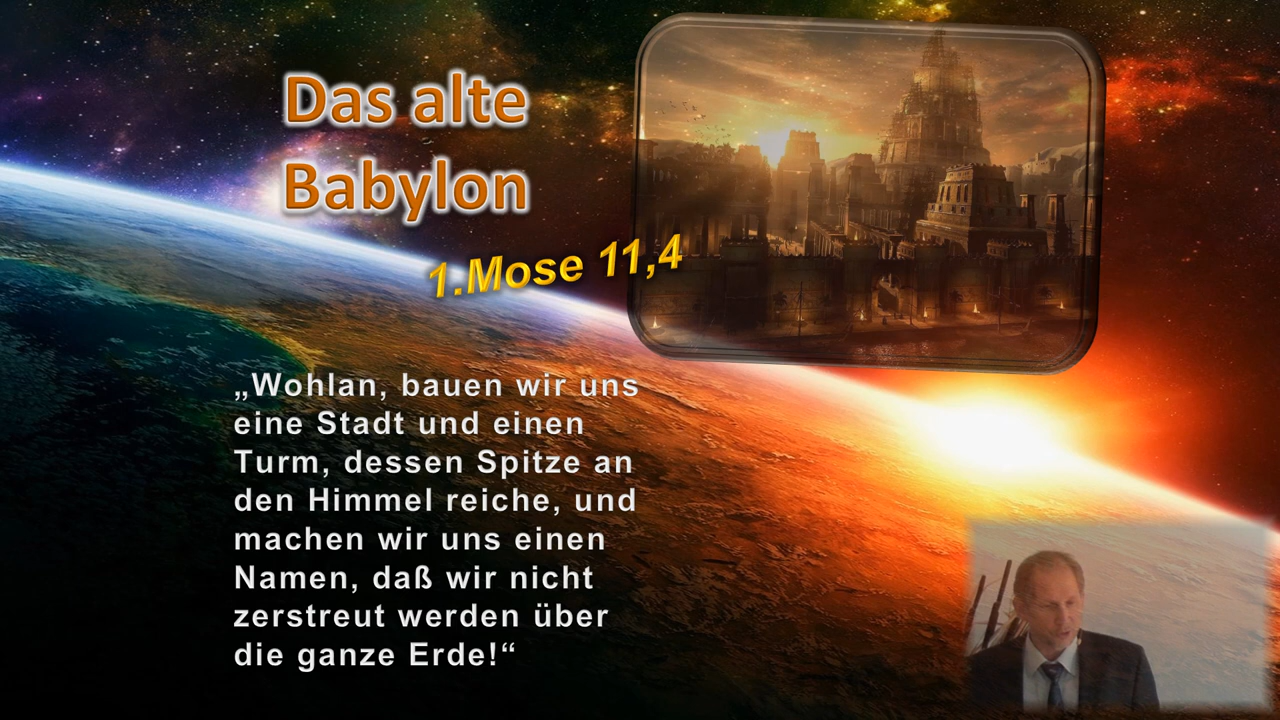 Das alte
Babylon
1.Mose 11,4
„Wohlan, bauen wir uns
eine Stadt und einen
Turm, dessen Spitze an
den Himmel reiche, und
machen wir uns einen
Namen, daß wir nicht
zerstreut werden über
die ganze Erde!“